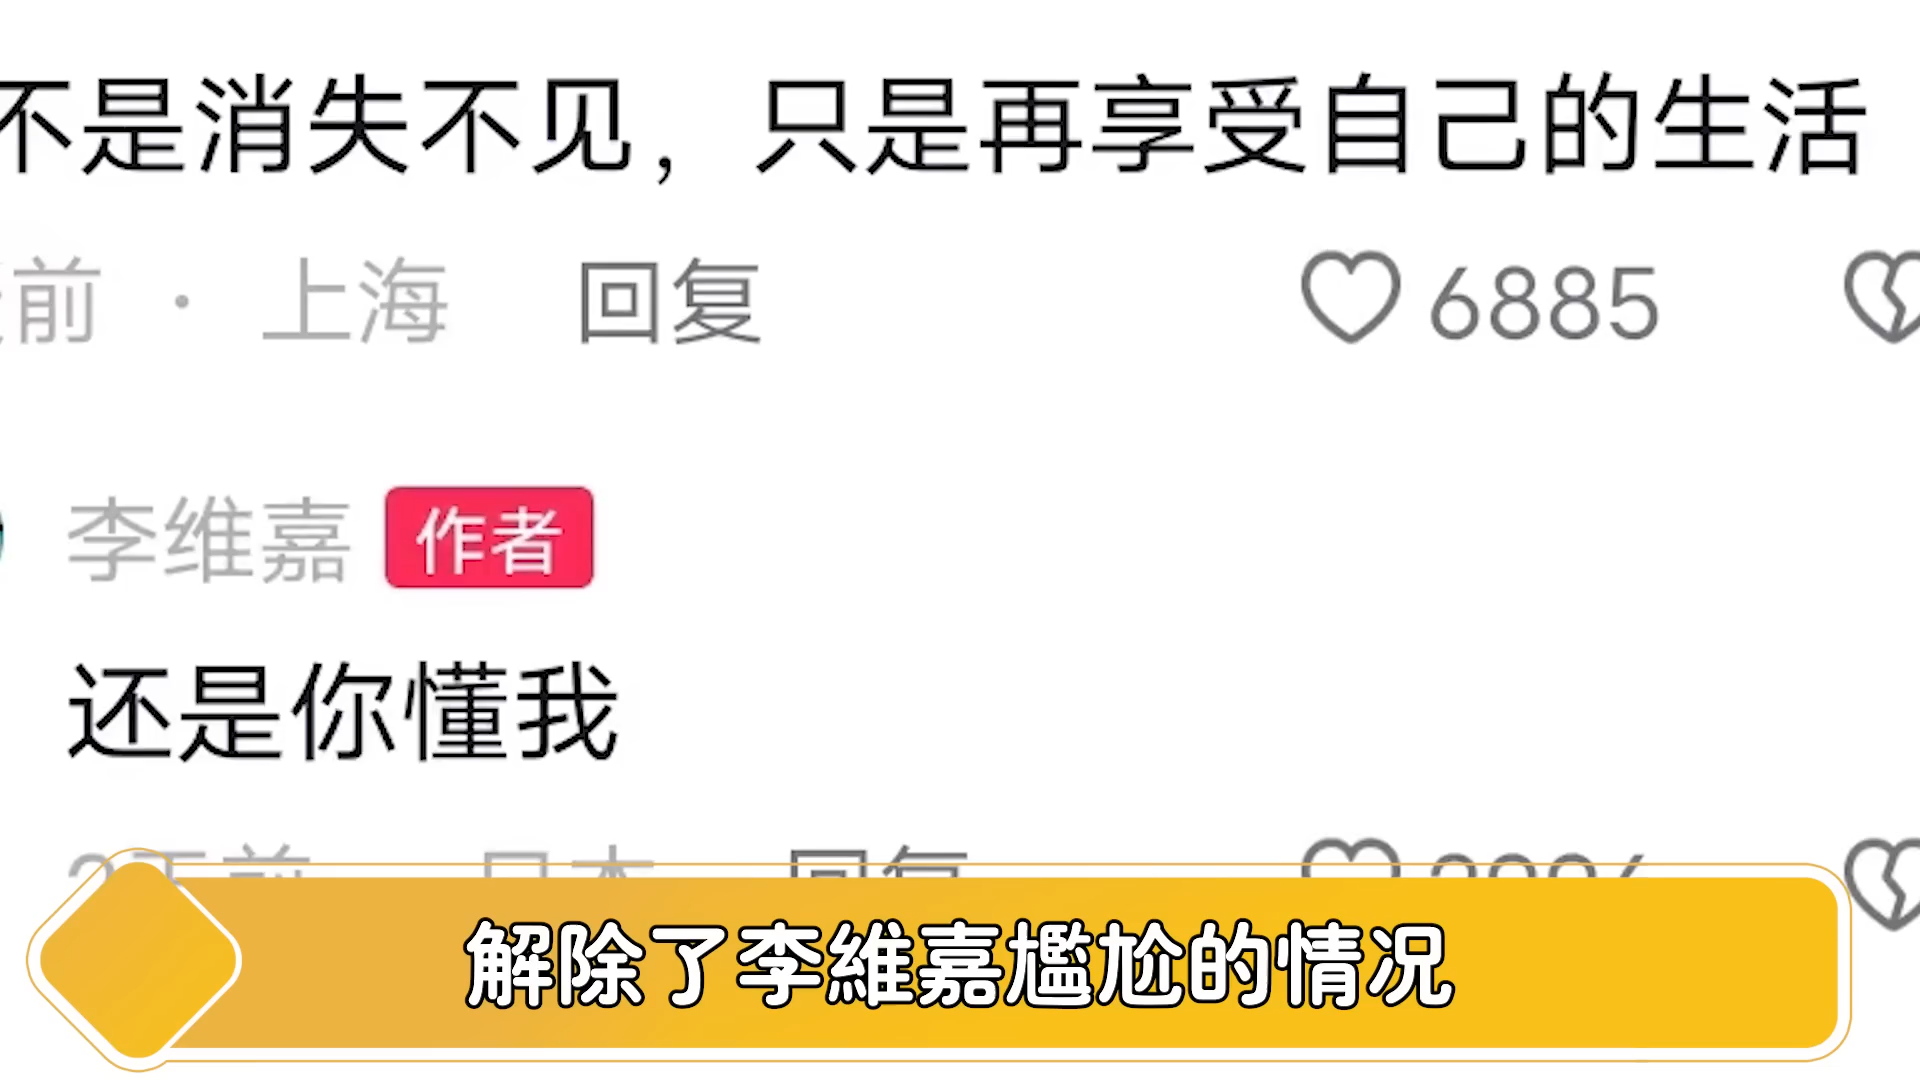 不是消失不见，只是再享受自己的生活
前 · 上海 回复 6885
李维嘉 作者
还是你懂我
解除了李維嘉尷尬的情况